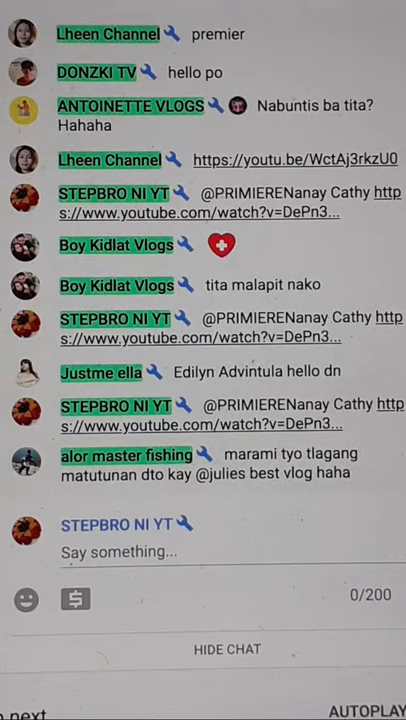 Lheen Channel premier
DONZKI TV hello po
ANTOINETTE VLOGS Nabuntis ba tita?
Hahaha
Lheen Channel https://youtu.be/WctAj3rkzU0
STEPBRO NI YT @PRIMIERENanay Cathy http
s://www.youtube.com/watch?v=DePn3...
Boy Kidlat Vlogs
Boy Kidlat Vlogs tita malapit nako
STEPBRO NI YT @PRIMIERENanay Cathy http
s://www.youtube.com/watch?v=DePn3...
Justme ella Edilyn Advintula hello dn
STEPBRO NI YT @PRIMIERENanay Cathy http
s://www.youtube.com/watch?v=DePn3...
alor master fishing marami tyo tlagang
matutunan dto kay @julies best vlog haha
STEPBRO NI YT
Say something...
0/200
HIDE CHAT
next
AUTOPLAY